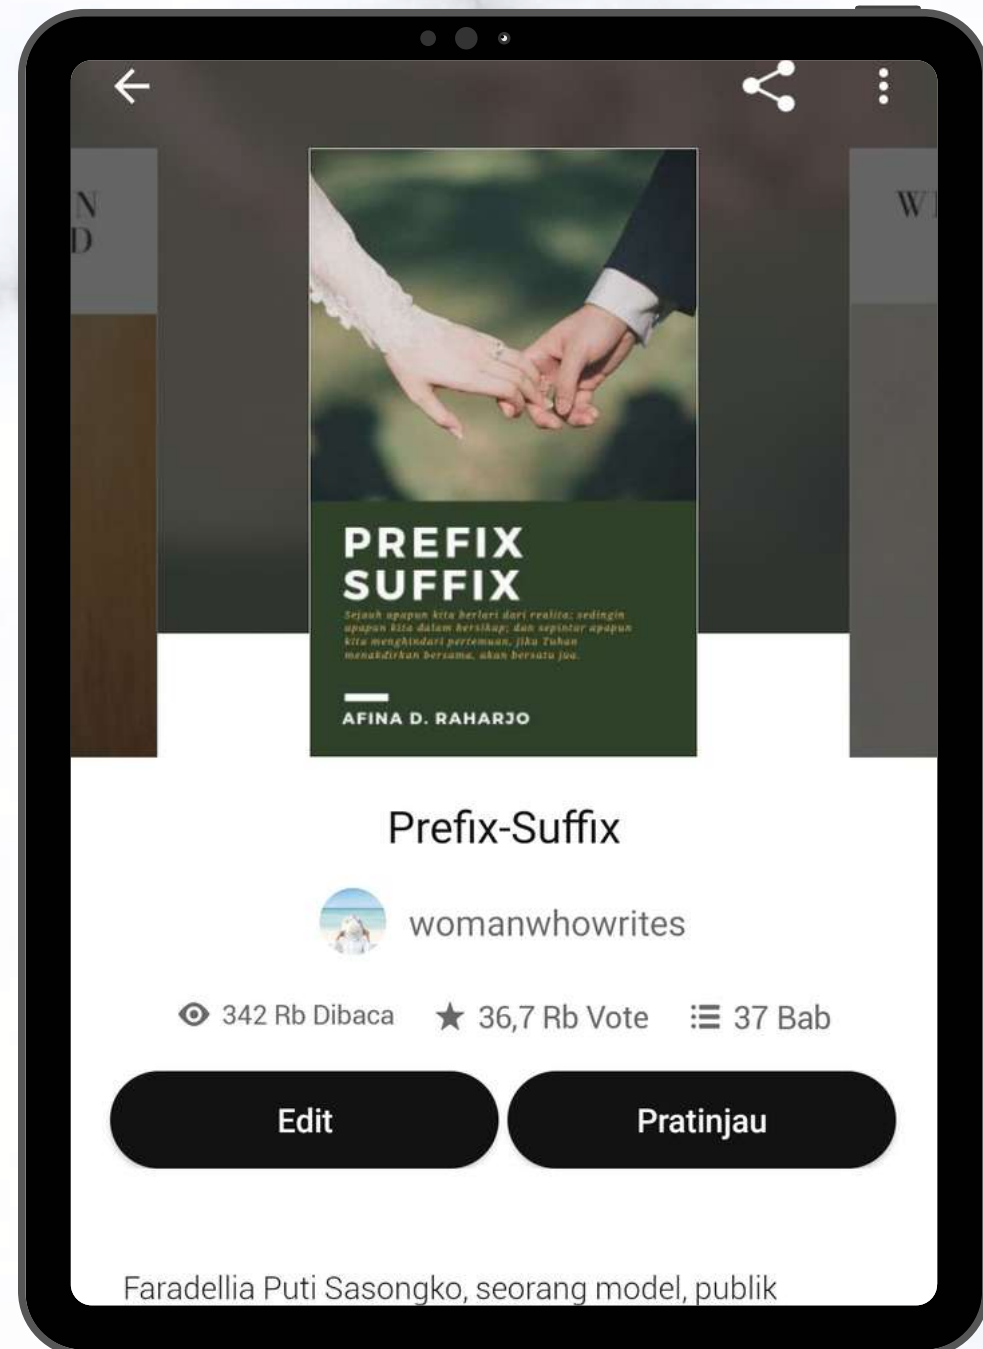 N
D
W
PREFIX
SUFFIX
Sejauh apapun kita berlari dari realita; sedingin
apapun kita dalam bersikap; dan sepintar apapun
kita menghindari pertemuan, jika Tuhan
menakdirkan bersama, akan bersatu jua.
AFINA D. RAHARJO
Prefix-Suffix
womanwhowrites
342 Rb Dibaca
36,7 Rb Vote
37 Bab
Edit
Pratinjau
Faradellia Puti Sasongko, seorang model, publik